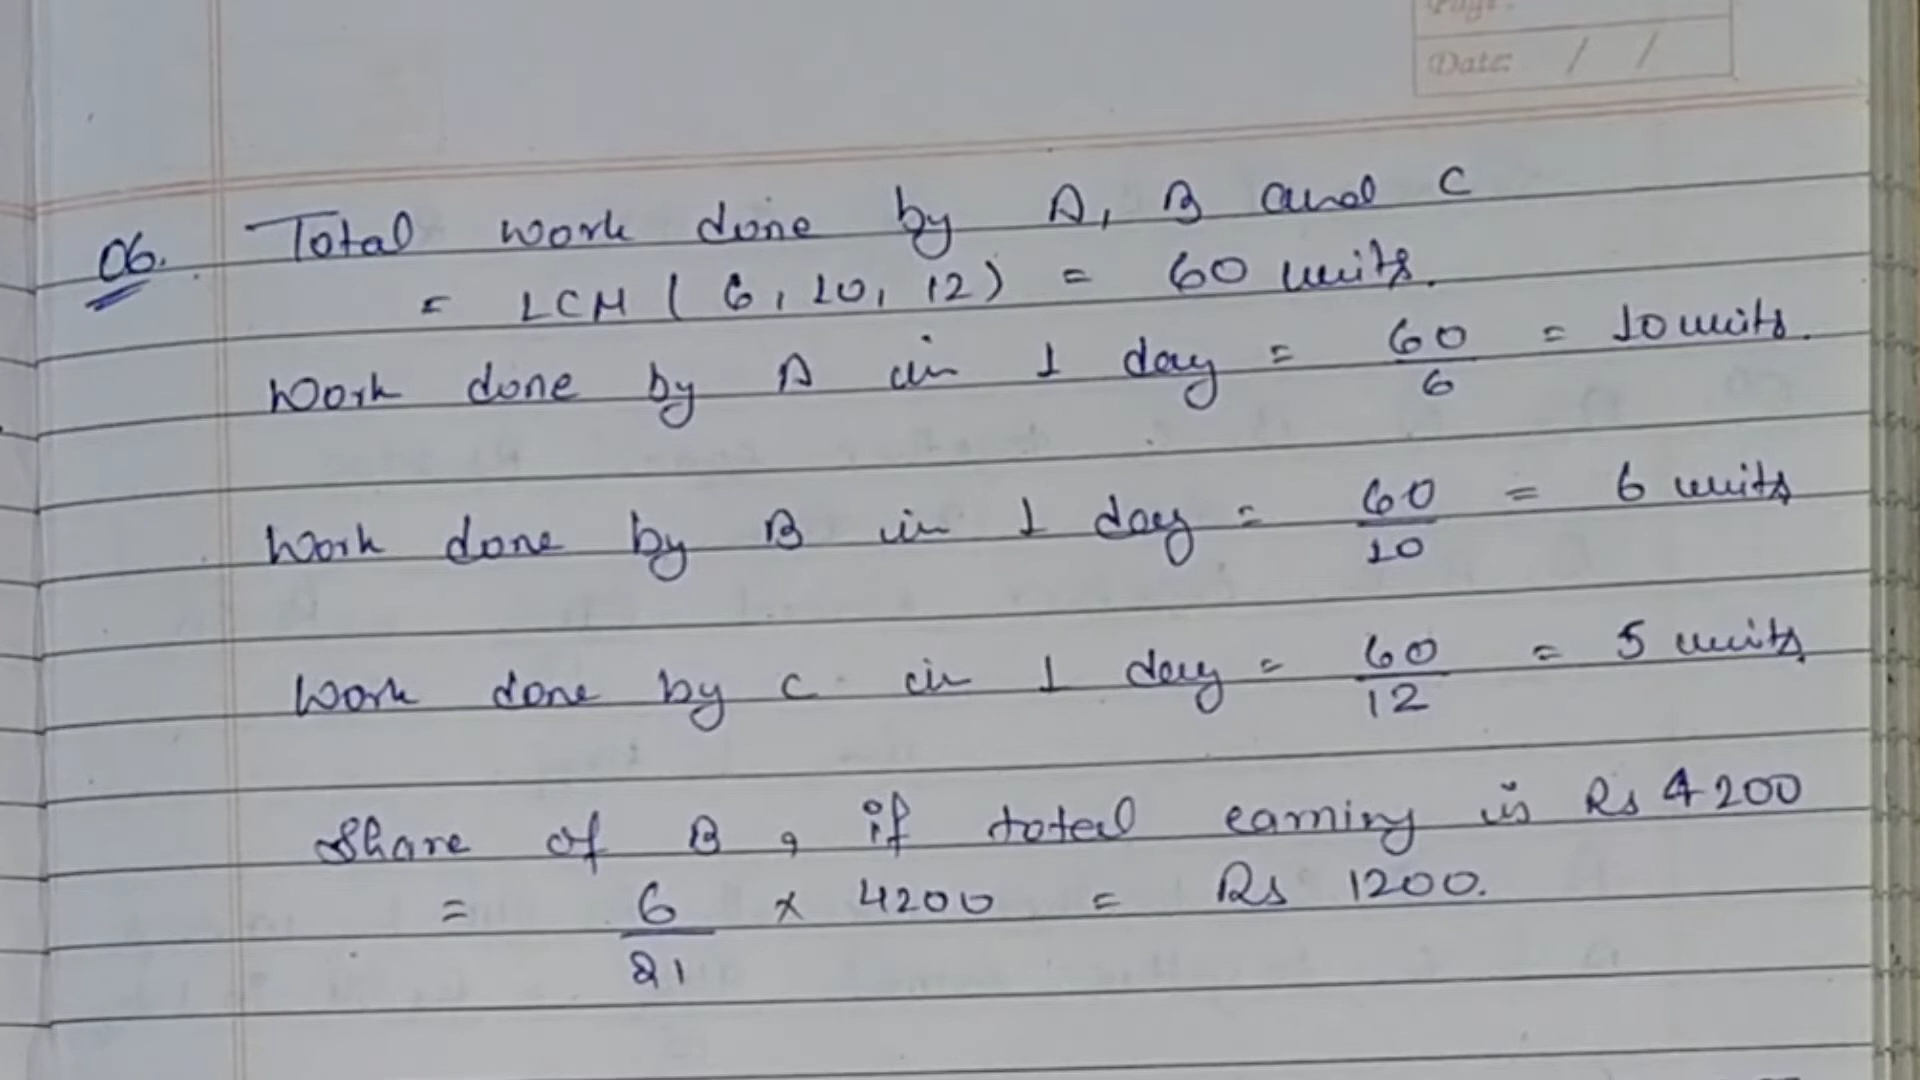 Page:
Date: / /
06. Total work done by A, B and C
= LCM ( 6, 10, 12) = 60 units.
Work done by A in 1 day = 60/6 = 10 units.
Work done by B in 1 day = 60/10 = 6 units
Work done by C in 1 day = 60/12 = 5 units
Share of B, if total earning is Rs 4200
= 6/21 x 4200 = Rs 1200.